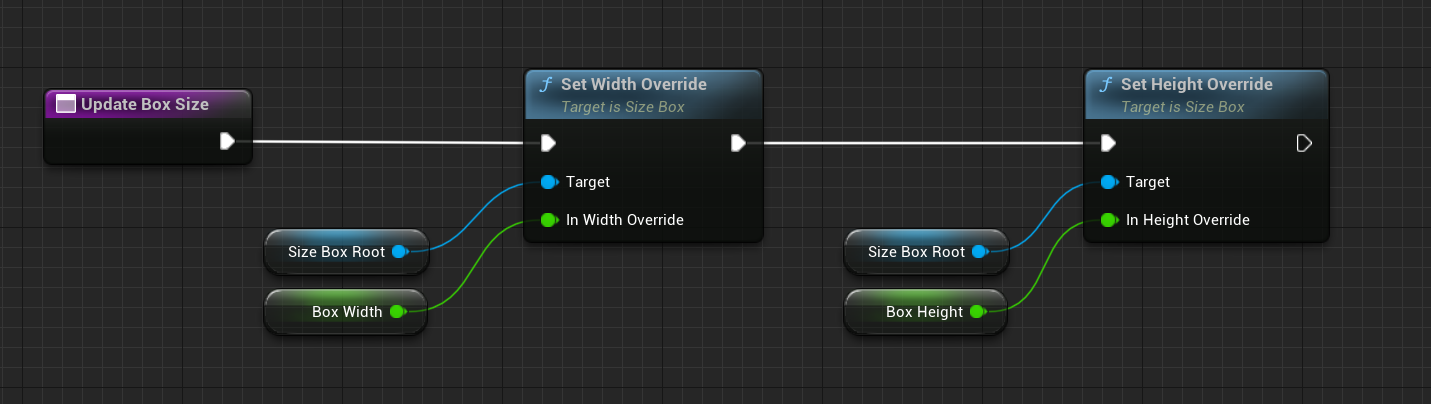 Update Box Size
Set Width Override
Target is Size Box
Target
In Width Override
Size Box Root
Box Width
Set Height Override
Target is Size Box
Target
In Height Override
Size Box Root
Box Height